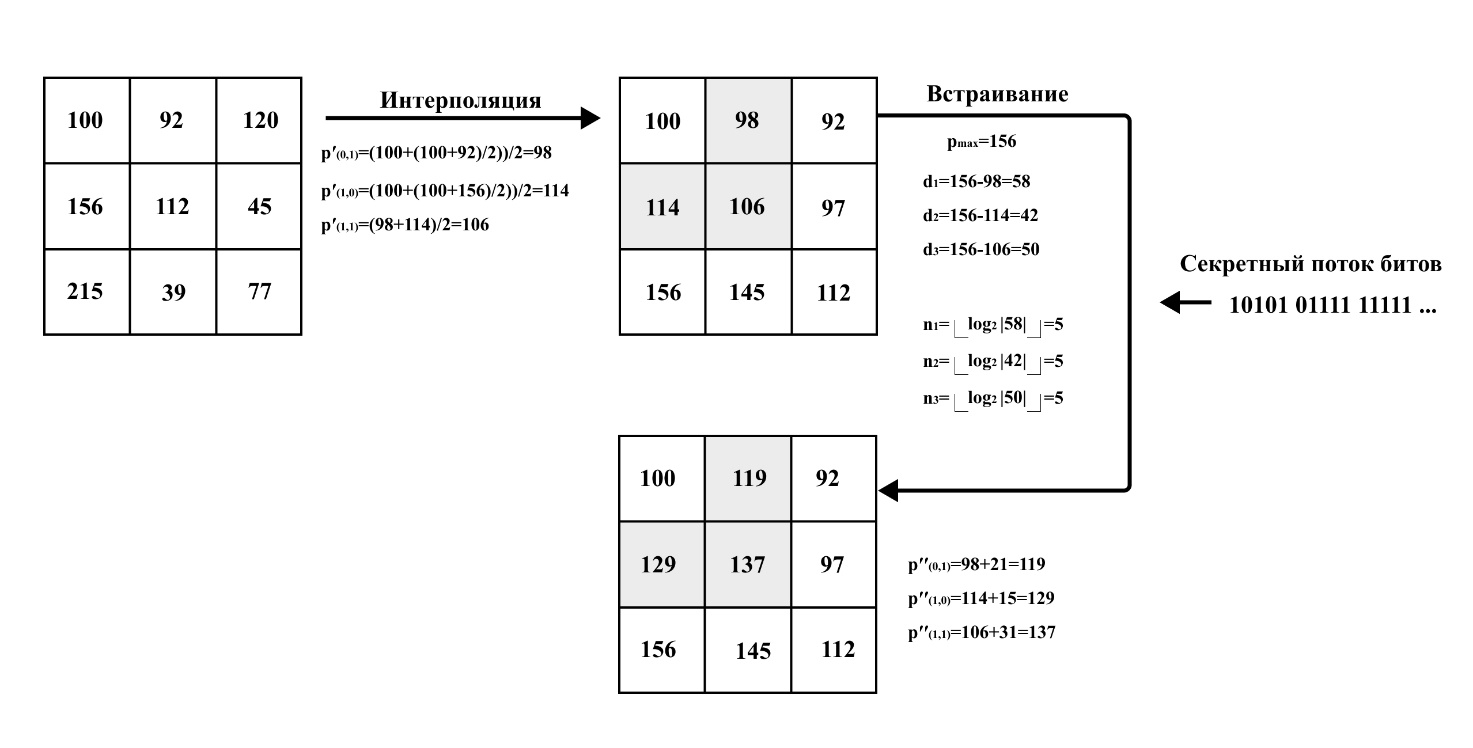 100 92 120
156 112 45
215 39 77
Интерполяция
p′(0,1)=(100+(100+92)/2))/2=98
p′(1,0)=(100+(100+156)/2))/2=114
p′(1,1)=(98+114)/2=106
100 98 92
114 106 97
156 145 112
Встраивание
pmax=156
d1=156-98=58
d2=156-114=42
d3=156-106=50
n1=⌊log2 |58|⌋=5
n2=⌊log2 |42|⌋=5
n3=⌊log2 |50|⌋=5
Секретный поток битов
10101 01111 11111 ...
100 119 92
129 137 97
156 145 112
p′′(0,1)=98+21=119
p′′(1,0)=114+15=129
p′′(1,1)=106+31=137